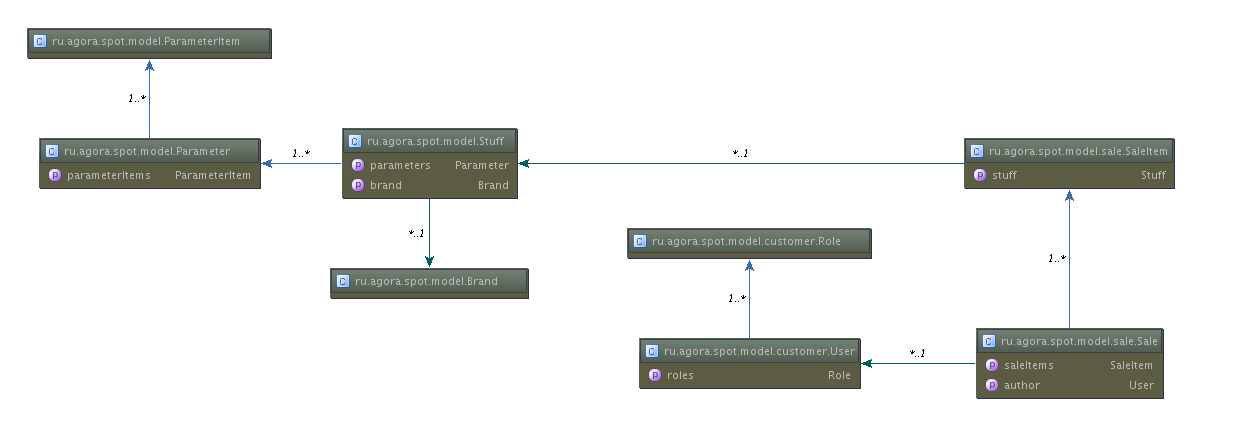 C ru.agora.spot.model.ParameterItem
1..*
C ru.agora.spot.model.Parameter
p parameterItems ParameterItem
1..*
C ru.agora.spot.model.Stuff
p parameters Parameter
p brand Brand
*..1
C ru.agora.spot.model.Brand
*..1
C ru.agora.spot.model.sale.SaleItem
p stuff Stuff
C ru.agora.spot.model.customer.Role
1..*
1..*
C ru.agora.spot.model.customer.User
p roles Role
*..1
C ru.agora.spot.model.sale.Sale
p saleItems SaleItem
p author User